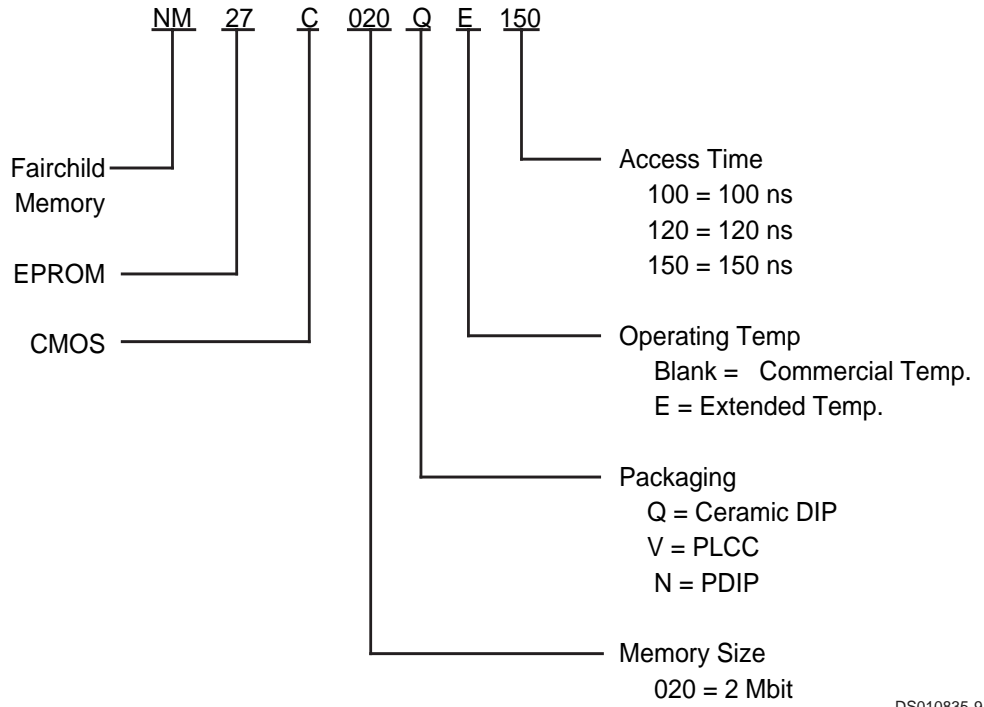 NM 27 C 020 Q E 150
Fairchild
Memory
EPROM
CMOS
Access Time
100 = 100 ns
120 = 120 ns
150 = 150 ns
Operating Temp
Blank = Commercial Temp.
E = Extended Temp.
Packaging
Q = Ceramic DIP
V = PLCC
N = PDIP
Memory Size
020 = 2 Mbit
DS010835-9